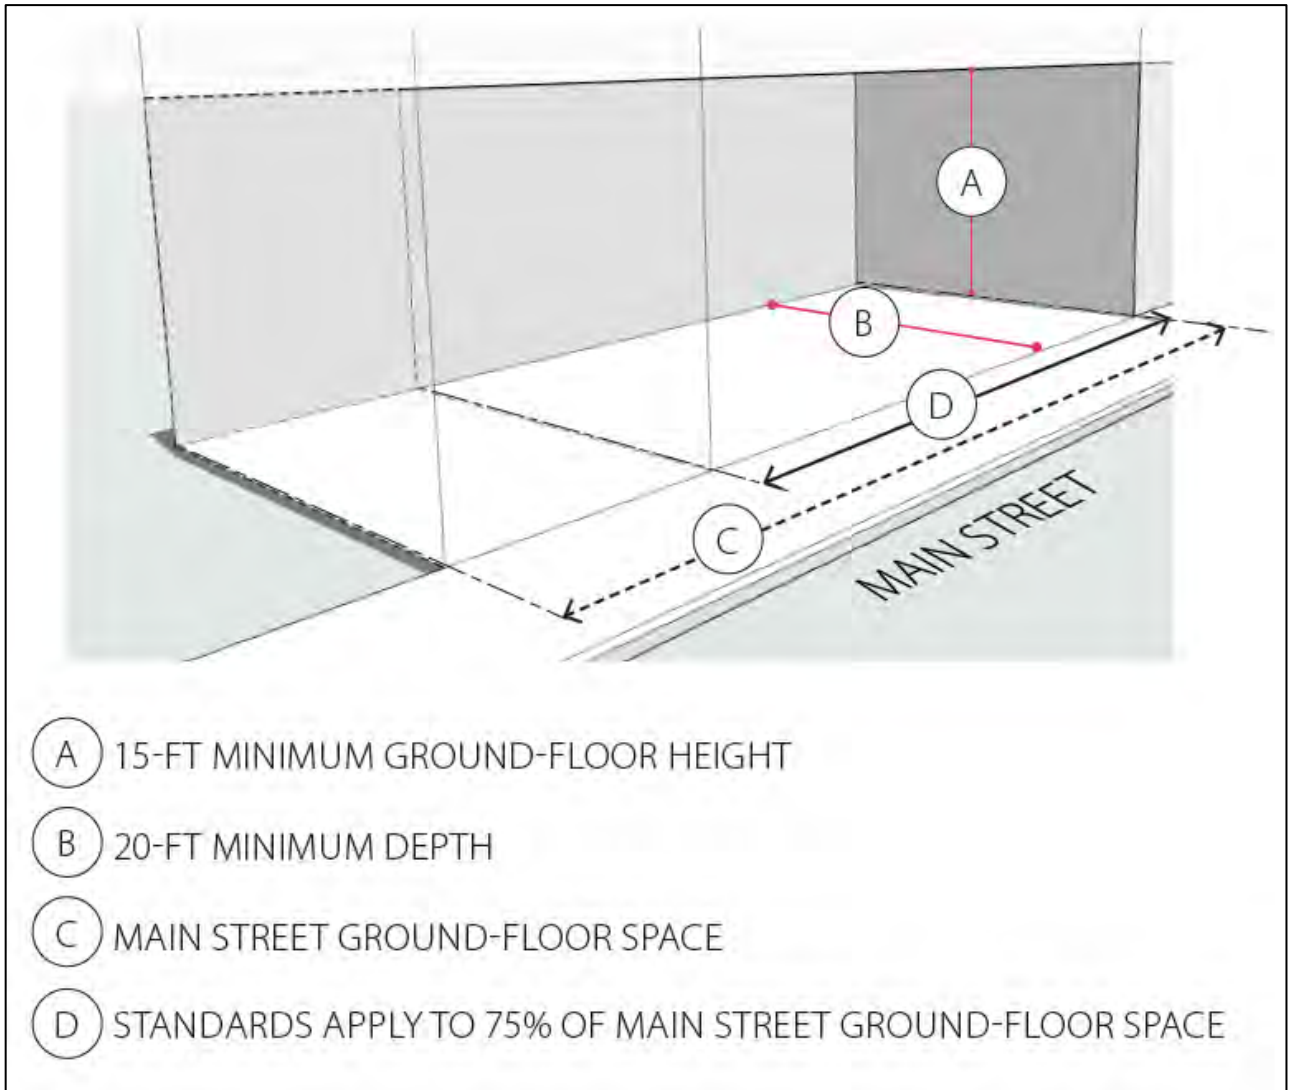 A
B
D
C
MAIN STREET
A 15-FT MINIMUM GROUND-FLOOR HEIGHT
B 20-FT MINIMUM DEPTH
C MAIN STREET GROUND-FLOOR SPACE
D STANDARDS APPLY TO 75% OF MAIN STREET GROUND-FLOOR SPACE